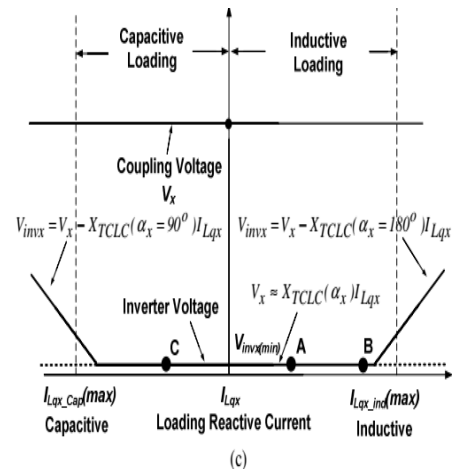 Capacitive Loading
Inductive Loading
Coupling Voltage
Vx
Vinvx = Vx − XTCLC(αx = 90°)ILqx
Vinvx = Vx − XTCLC(αx = 180°)ILqx
Vx ≈ XTCLC(αx)ILqx
Inverter Voltage
Vinvx(min)
C
A
B
ILqx_Cap(max)
ILqx
ILqx_ind(max)
Capacitive
Loading Reactive Current
Inductive
(c)